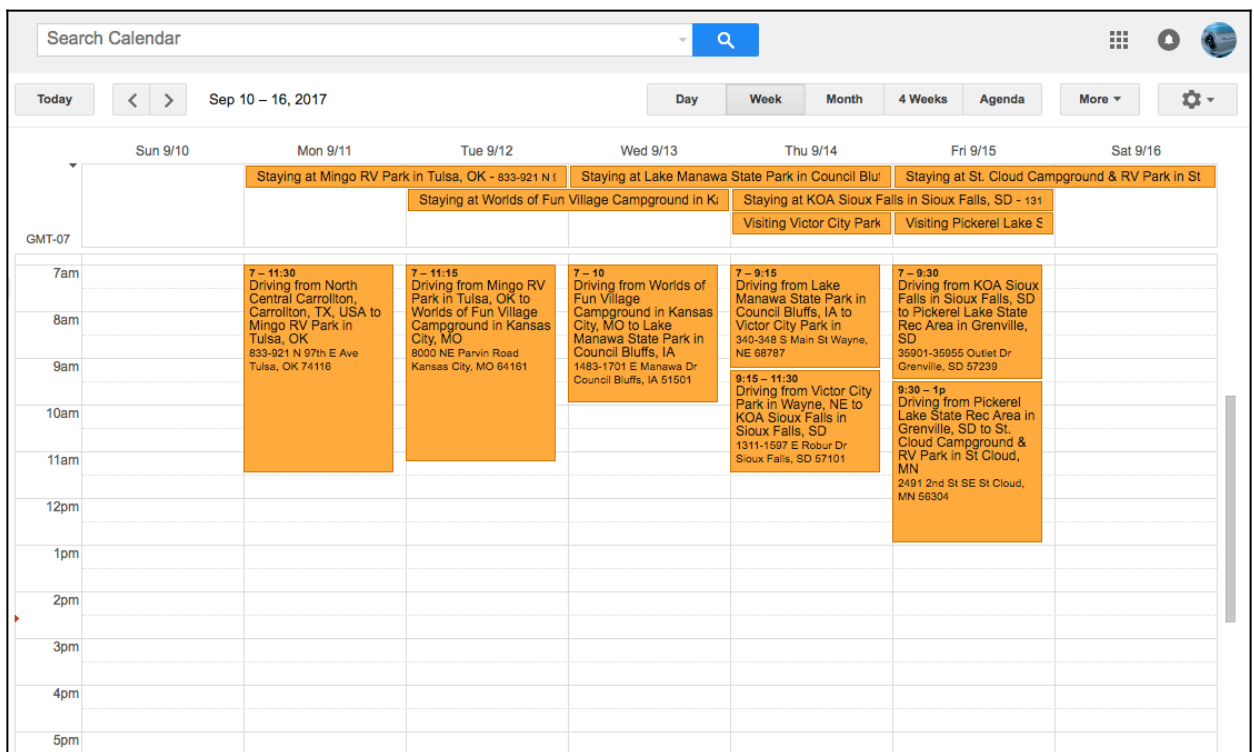 Search Calendar
Today
Sep 10 – 16, 2017
Day
Week
Month
4 Weeks
Agenda
More
Sun 9/10
Mon 9/11
Tue 9/12
Wed 9/13
Thu 9/14
Fri 9/15
Sat 9/16
Staying at Mingo RV Park in Tulsa, OK - 833-921 N
Staying at Lake Manawa State Park in Council
Staying at St. Cloud Campground & RV Park in St
Staying at Worlds of Fun Village Campground in
Staying at KOA Sioux Falls in Sioux Falls, SD - 131
Visiting Victor City Park
Visiting Pickerel Lake S
GMT-07
7am
8am
9am
10am
11am
12pm
1pm
2pm
3pm
4pm
5pm
7 – 11:30
Driving from North
Central Carrollton,
Carrollton, TX, USA to
Mingo RV Park in
Tulsa, OK
833-921 N 97th E Ave
Tulsa, OK 74116
7 – 11:15
Driving from Mingo RV
Park in Tulsa, OK to
Worlds of Fun Village
Campground in Kansas
City, MO
8000 NE Parvin Road
Kansas City, MO 64161
7 – 10
Driving from Worlds of
Fun Village
Campground in Kansas
City, MO to Lake
Manawa State Park in
Council Bluffs, IA
1483-1701 E Manawa Dr
Council Bluffs, IA 51501
7 – 9:15
Driving from Lake
Manawa State Park in
Council Bluffs, IA to
Victor City Park in
340-348 S Main St Wayne,
NE 68787
9:15 – 11:30
Driving from Victor City
Park in Wayne, NE to
KOA Sioux Falls in
Sioux Falls, SD
1311-1597 E Robur Dr
Sioux Falls, SD 57101
7 – 9:30
Driving from KOA Sioux
Falls in Sioux Falls, SD
to Pickerel Lake State
Rec Area in Grenville,
SD
35901-35955 Outlet Dr
Grenville, SD 57239
9:30 – 1p
Driving from Pickerel
Lake State Rec Area in
Grenville, SD to St.
Cloud Campground &
RV Park in St Cloud,
MN
2491 2nd St SE St Cloud,
MN 56304